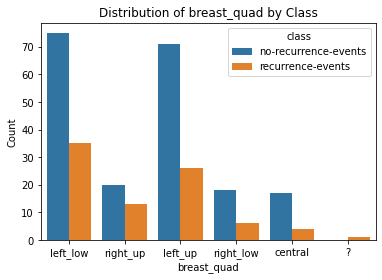 Distribution of breast_quad by Class
class
no-recurrence-events
recurrence-events
Count
70
60
50
40
30
20
10
0
left_low right_up left_up right_low central ?
breast_quad